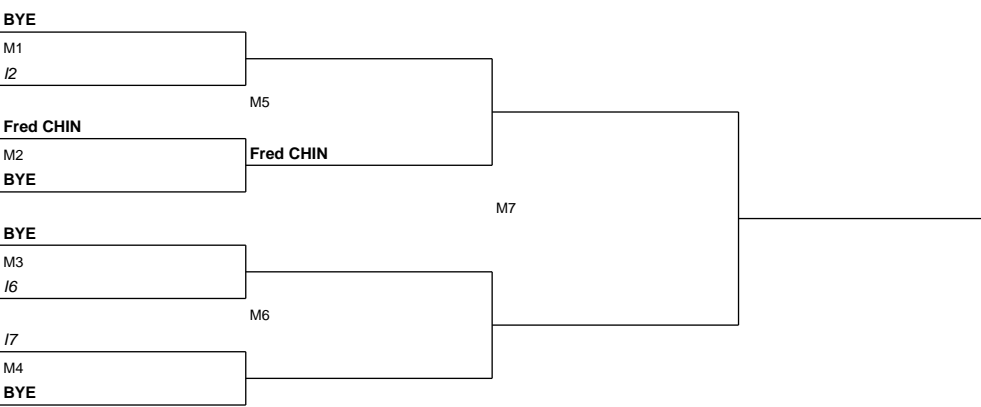 BYE
M1
I2
M5
Fred CHIN
M2
Fred CHIN
BYE
M7
BYE
M3
I6
M6
I7
M4
BYE